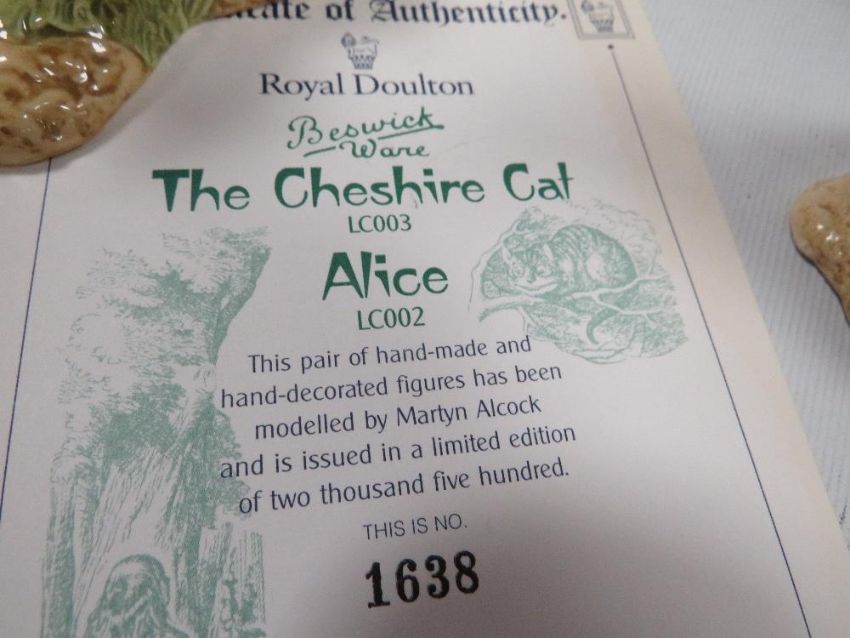 of Authenticity.
Royal Doulton
Beswick
Ware
The Cheshire Cat
LC003
Alice
LC002
This pair of hand-made and
hand-decorated figures has been
modelled by Martyn Alcock
and is issued in a limited edition
of two thousand five hundred.
THIS IS NO.
1638